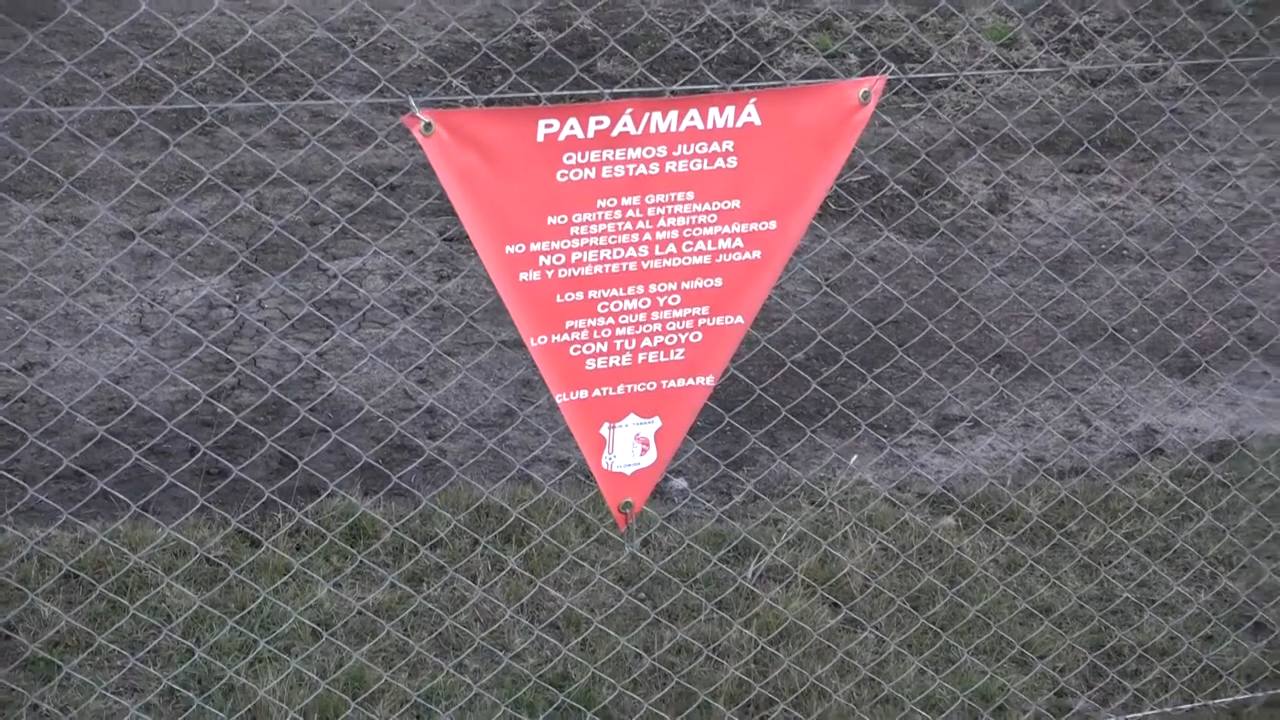 PAPÁ/MAMÁ
QUEREMOS JUGAR
CON ESTAS REGLAS
NO ME GRITES
NO GRITES AL ENTRENADOR
RESPETA AL ÁRBITRO
NO MENOSPRECIES A MIS COMPAÑEROS
NO PIERDAS LA CALMA
RÍE Y DIVIÉRTETE VIENDOME JUGAR
LOS RIVALES SON NIÑOS
COMO YO
PIENSA QUE SIEMPRE
LO HARÉ LO MEJOR QUE PUEDA
CON TU APOYO
SERÉ FELIZ
CLUB ATLÉTICO TABARÉ
TABARÉ
FLORIDA